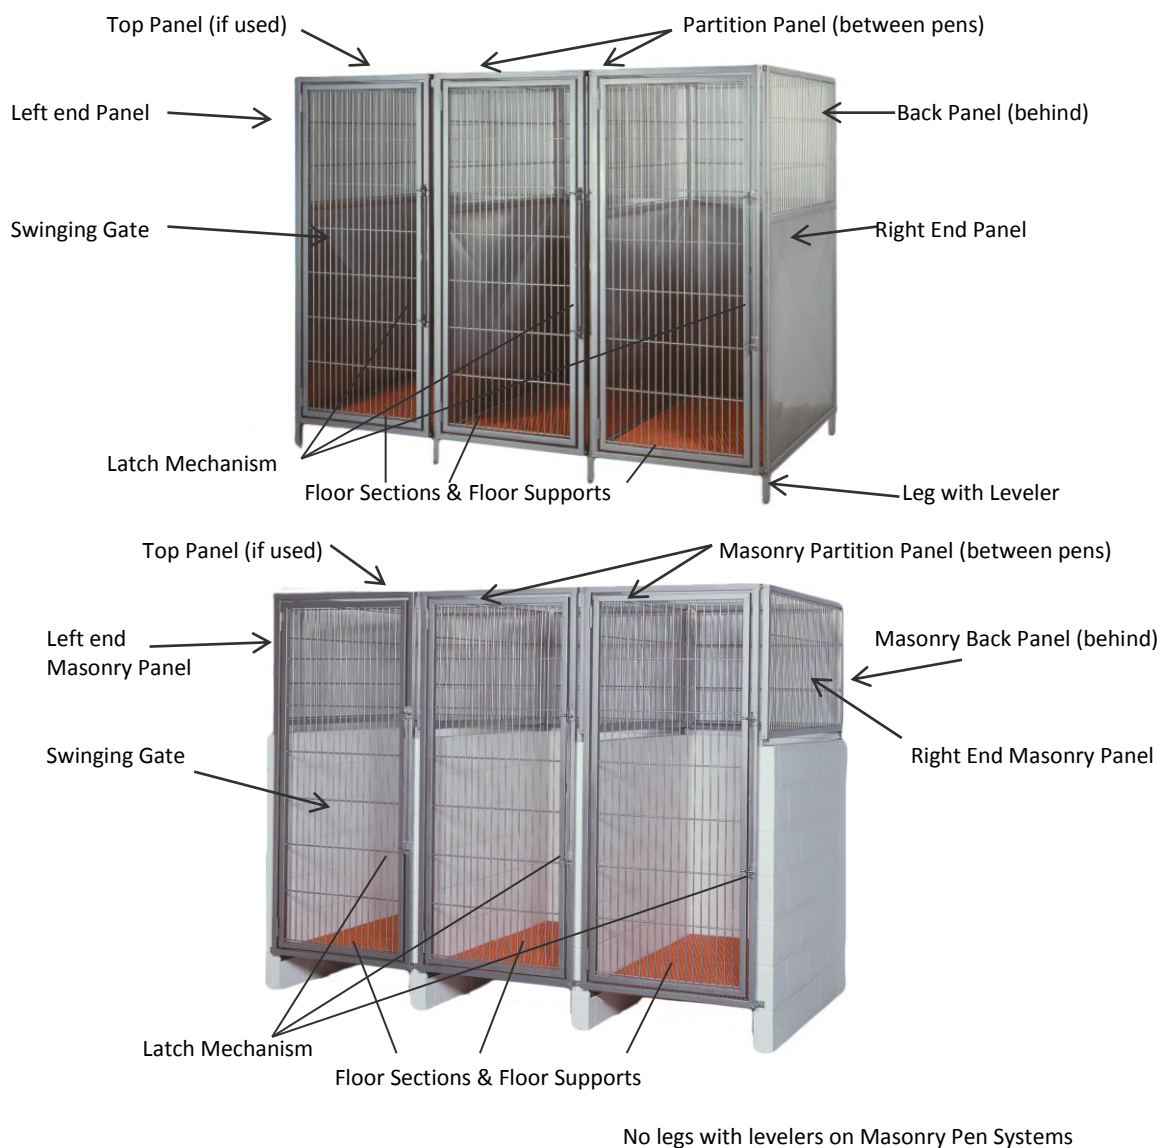 Top Panel (if used)
Partition Panel (between pens)
Left end Panel
Back Panel (behind)
Swinging Gate
Right End Panel
Latch Mechanism
Floor Sections & Floor Supports
Leg with Leveler
Top Panel (if used)
Masonry Partition Panel (between pens)
Left end
Masonry Panel
Masonry Back Panel (behind)
Swinging Gate
Right End Masonry Panel
Latch Mechanism
Floor Sections & Floor Supports
No legs with levelers on Masonry Pen Systems